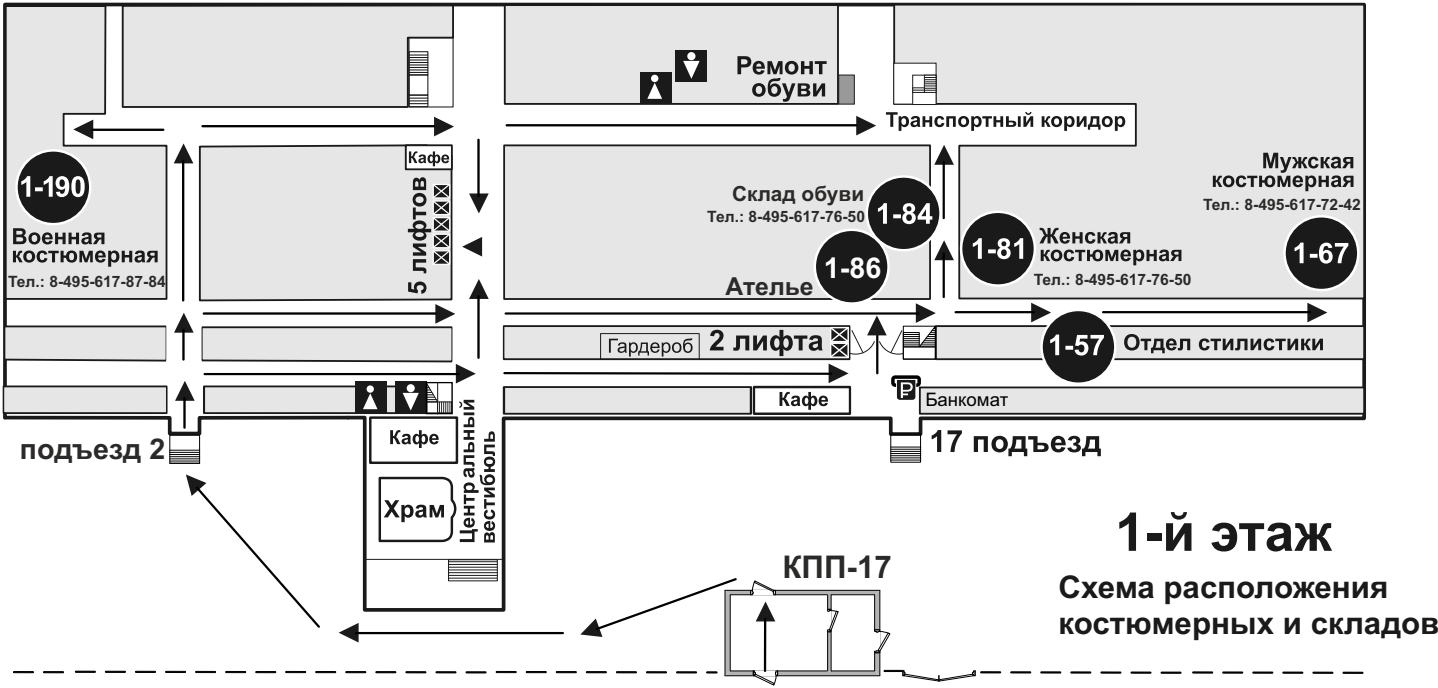 Ремонт
обуви
Транспортный коридор
Кафе
5 лифтов
1-190
Военная
костюмерная
Тел.: 8-495-617-87-84
Склад обуви
Тел.: 8-495-617-76-50
1-84
1-86
Ателье
1-81
Женская
костюмерная
Тел.: 8-495-617-76-50
Мужская
костюмерная
Тел.: 8-495-617-72-42
1-67
Гардероб
2 лифта
1-57
Отдел стилистики
Кафе
Банкомат
подъезд 2
Кафе
Центральный
вестибюль
Храм
17 подъезд
КПП-17
1-й этаж
Схема расположения
костюмерных и складов